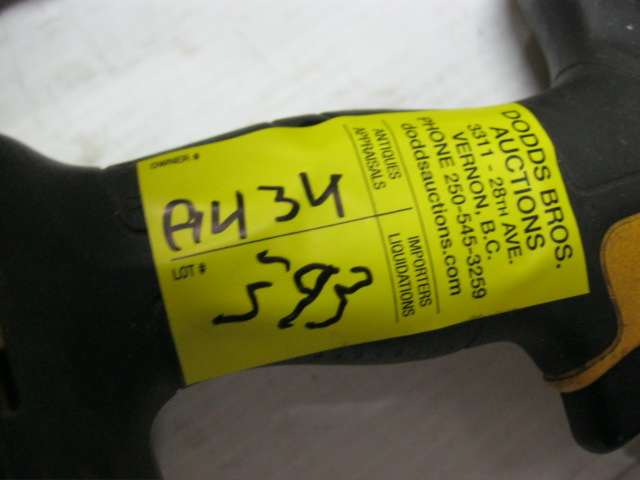 OWNER #
A434
LOT #
593
ANTIQUES
APPRAISALS
IMPORTERS
LIQUIDATIONS
DODDS BROS.
AUCTIONS
3311 - 28TH AVE.
VERNON, B.C.
PHONE 250-545-3259
doddsauctions.com